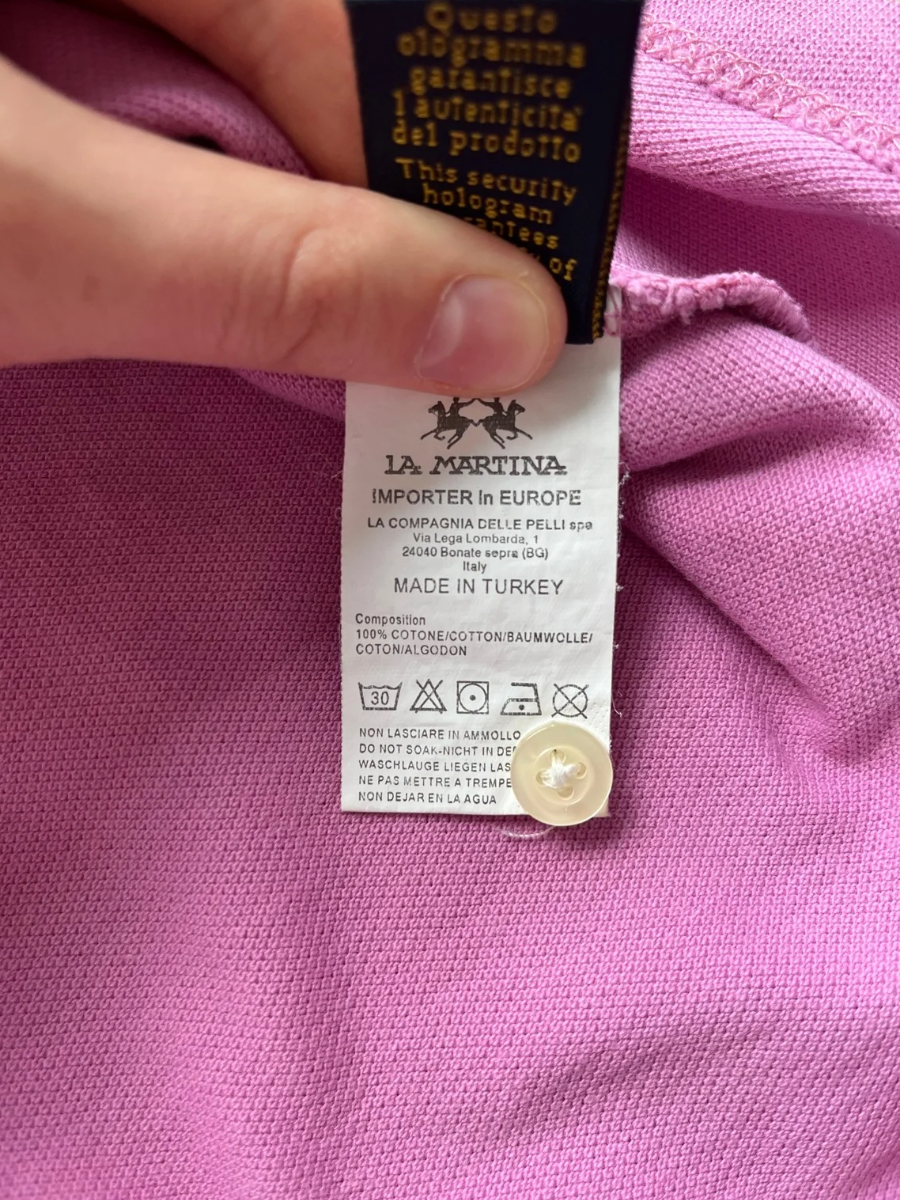 Questo
ologramma
garantisce
l'autenticita'
del prodotto
This security
hologram
of
LA MARTINA
IMPORTER In EUROPE
LA COMPAGNIA DELLE PELLI spa
Via Lega Lombarda, 1
24040 Bonate sopra (BG)
Italy
MADE IN TURKEY
Composition
100% COTONE/COTTON/BAUMWOLLE/
COTON/ALGODON
30
NON LASCIARE IN AMMOLLO
DO NOT SOAK-NICHT IN DER
WASCHLAUGE LIEGEN LAS
NE PAS METTRE A TREMPE
NON DEJAR EN LA AGUA